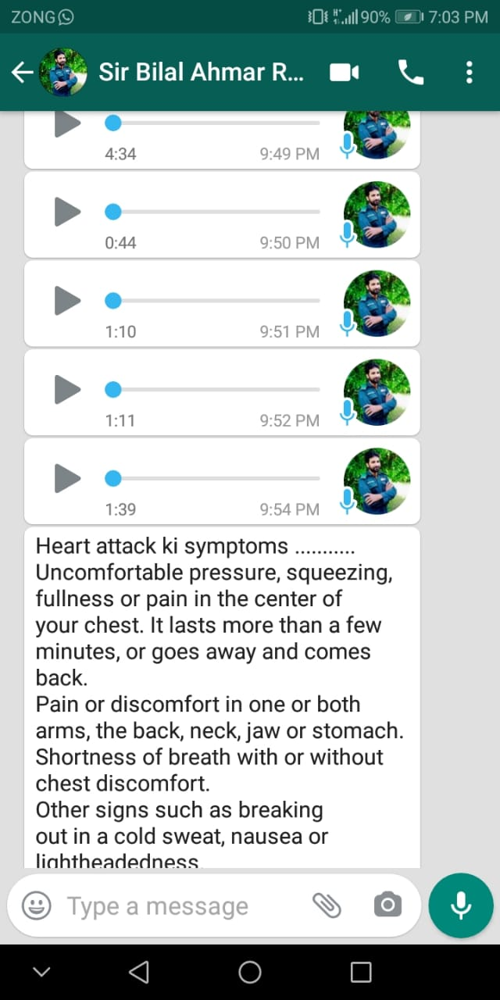 ZONG 90% 7:03 PM
Sir Bilal Ahmar R...
4:34 9:49 PM
0:44 9:50 PM
1:10 9:51 PM
1:11 9:52 PM
1:39 9:54 PM
Heart attack ki symptoms ...........
Uncomfortable pressure, squeezing,
fullness or pain in the center of
your chest. It lasts more than a few
minutes, or goes away and comes
back.
Pain or discomfort in one or both
arms, the back, neck, jaw or stomach.
Shortness of breath with or without
chest discomfort.
Other signs such as breaking
out in a cold sweat, nausea or
lightheadedness.
Type a message